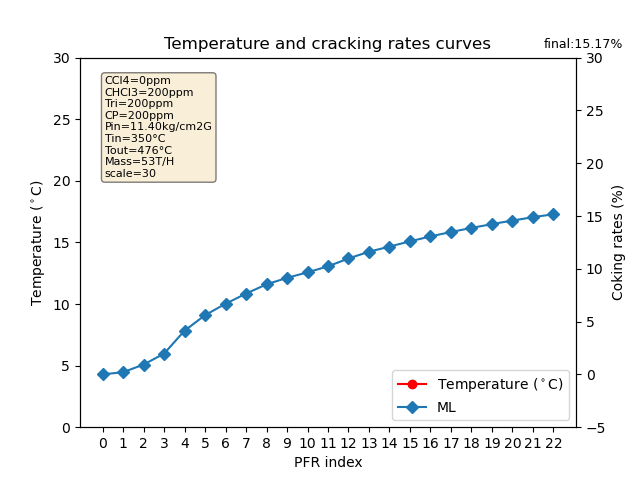 Temperature and cracking rates curves
final:15.17%
CCl4=0ppm
CHCl3=200ppm
Tri=200ppm
CP=200ppm
Pin=11.40kg/cm2G
Tin=350°C
Tout=476°C
Mass=53T/H
scale=30
Temperature (°C)
30
25
20
15
10
5
0
Coking rates (%)
30
25
20
15
10
5
0
−5
Temperature (°C)
ML
0 1 2 3 4 5 6 7 8 9 10 11 12 13 14 15 16 17 18 19 20 21 22
PFR index